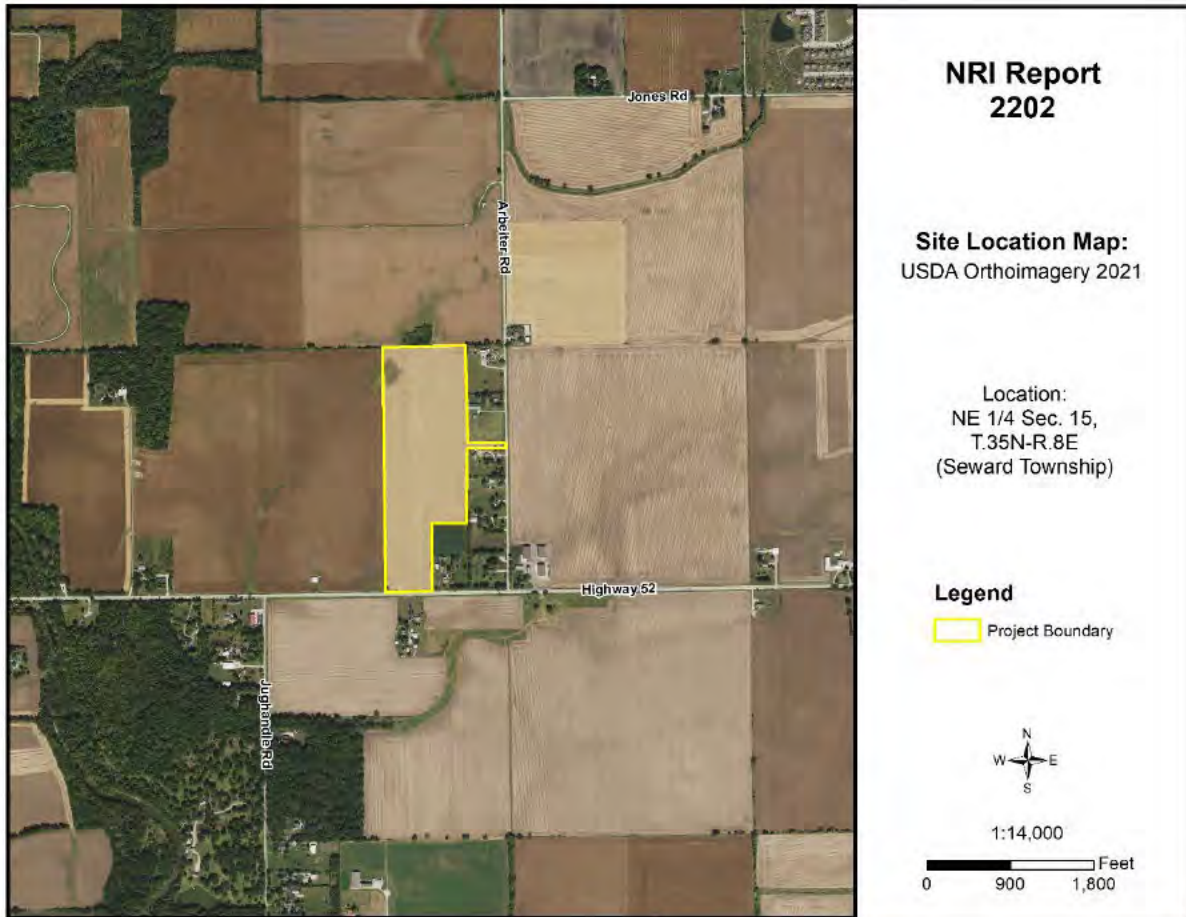 NRI Report
2202
Site Location Map:
USDA Orthoimagery 2021
Location:
NE 1/4 Sec. 15,
T.35N-R.8E
(Seward Township)
Legend
Project Boundary
N
W E
S
1:14,000
Feet
0 900 1,800
Jones Rd
Arbeiter Rd
Highway 52
Jughandle Rd